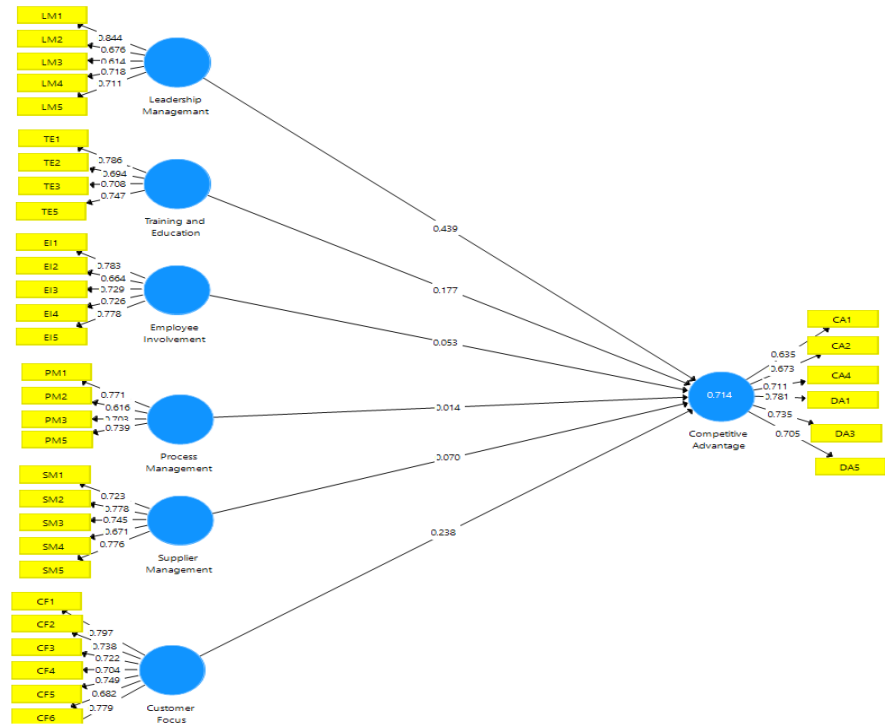 LM1
LM2
LM3
LM4
LM5
0.844
0.676
0.614
0.718
0.711
Leadership
Managemant
TE1
TE2
TE3
TE5
0.786
0.694
0.708
0.747
Training and
Education
EI1
EI2
EI3
EI4
EI5
0.783
0.664
0.729
0.726
0.778
Employee
Involvement
PM1
PM2
PM3
PM5
0.771
0.616
0.703
0.739
Process
Management
SM1
SM2
SM3
SM4
SM5
0.723
0.778
0.745
0.671
0.776
Supplier
Management
CF1
CF2
CF3
CF4
CF5
CF6
0.797
0.738
0.722
0.704
0.749
0.682
0.779
Customer
Focus
0.439
0.177
0.053
0.014
0.070
0.238
0.714
Competitive
Advantage
0.635
0.673
0.711
0.781
0.735
0.705
CA1
CA2
CA4
DA1
DA3
DA5